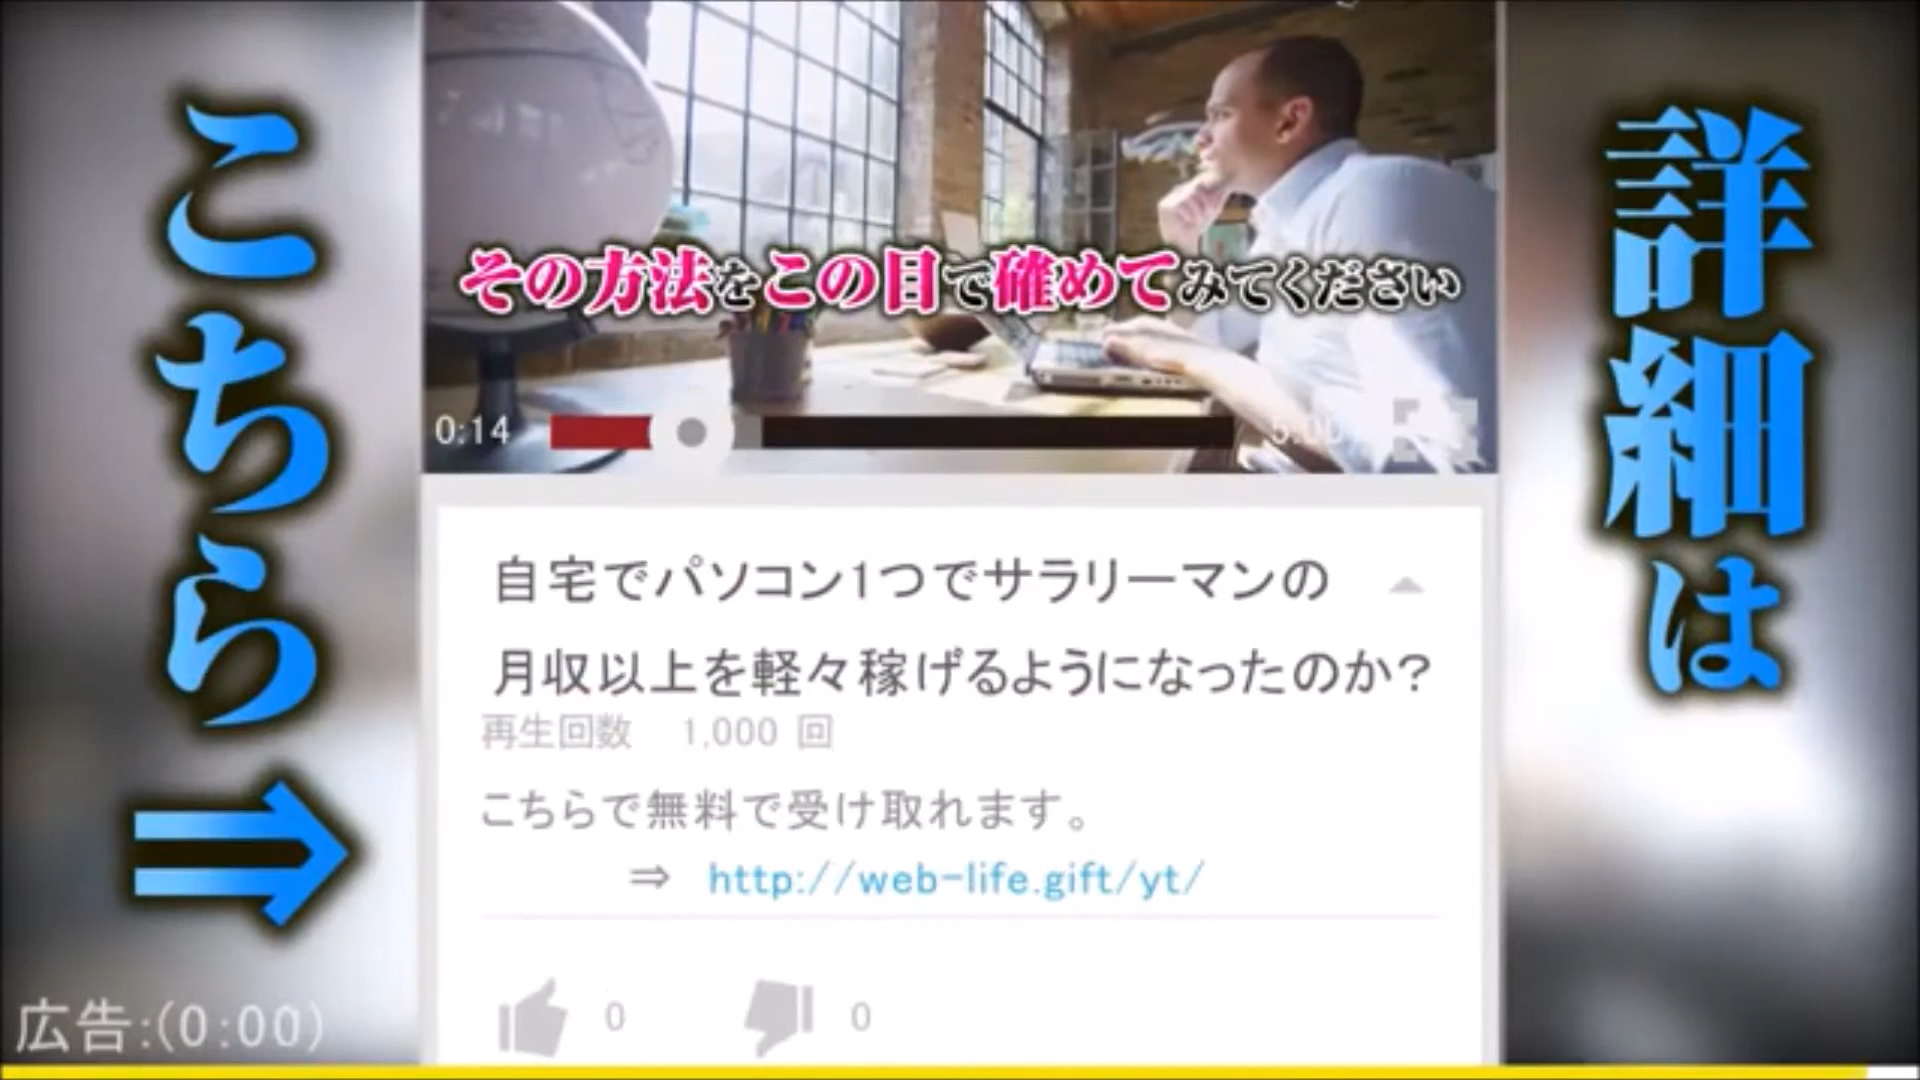 詳細は
こちら⇒
その方法をこの目で確めてみてください
0:14
自宅でパソコン1つでサラリーマンの
月収以上を軽々稼げるようになったのか?
再生回数 1,000 回
こちらで無料で受け取れます。
⇒ http://web-life.gift/yt/
0
0
広告:(0:00)